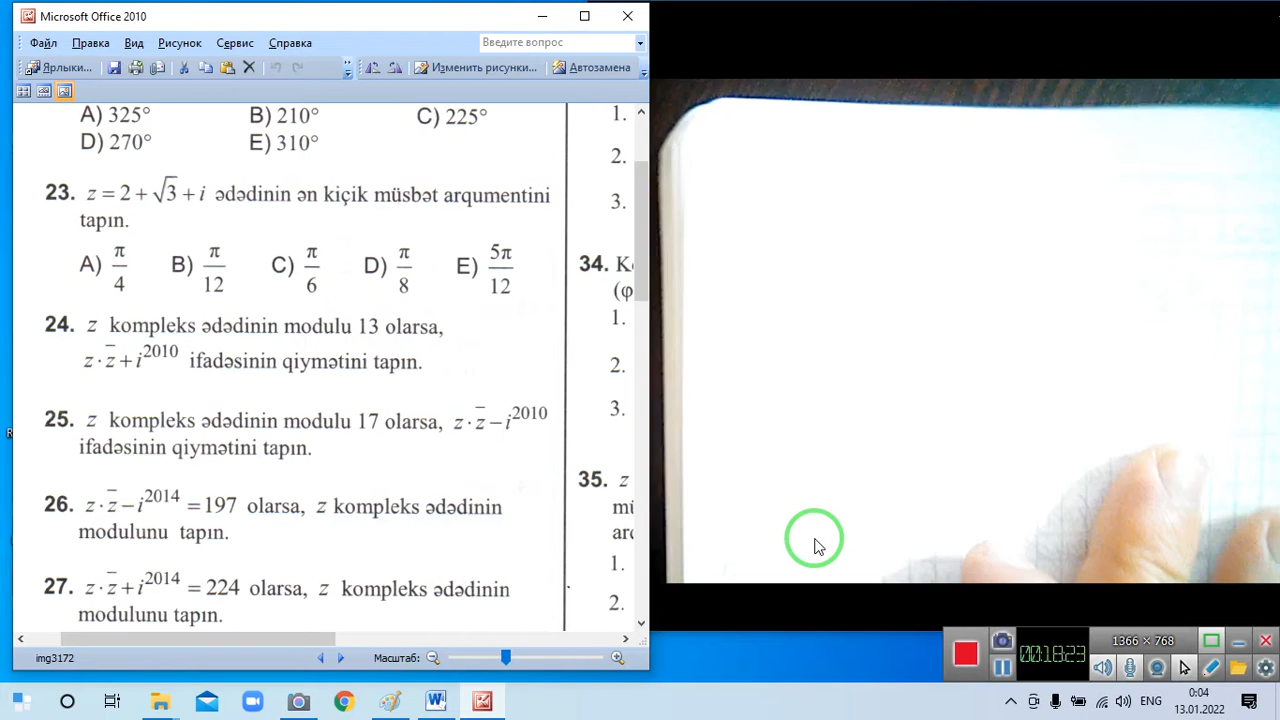 Microsoft Office 2010
Файл Правка Вид Рисунок Сервис Справка Введите вопрос
Ярлыки... Изменить рисунки... Автозамена
A) 325° B) 210° C) 225°
D) 270° E) 310°
23. z = 2 + √3 + i ədədinin ən kiçik müsbət arqumentini
tapın.
A) π/4 B) π/12 C) π/6 D) π/8 E) 5π/12
24. z kompleks ədədinin modulu 13 olarsa,
z · z̄ + i^2010 ifadəsinin qiymətini tapın.
25. z kompleks ədədinin modulu 17 olarsa, z · z̄ − i^2010
ifadəsinin qiymətini tapın.
26. z · z̄ − i^2014 = 197 olarsa, z kompleks ədədinin
modulunu tapın.
27. z · z̄ + i^2014 = 224 olarsa, z kompleks ədədinin
modulunu tapın.
1.
2.
3.
34.
(φ
1.
2.
3.
35. z
1.
2.
img3172 Масштаб:
00:18:23
1366 × 768
ENG
0:04
13.01.2022